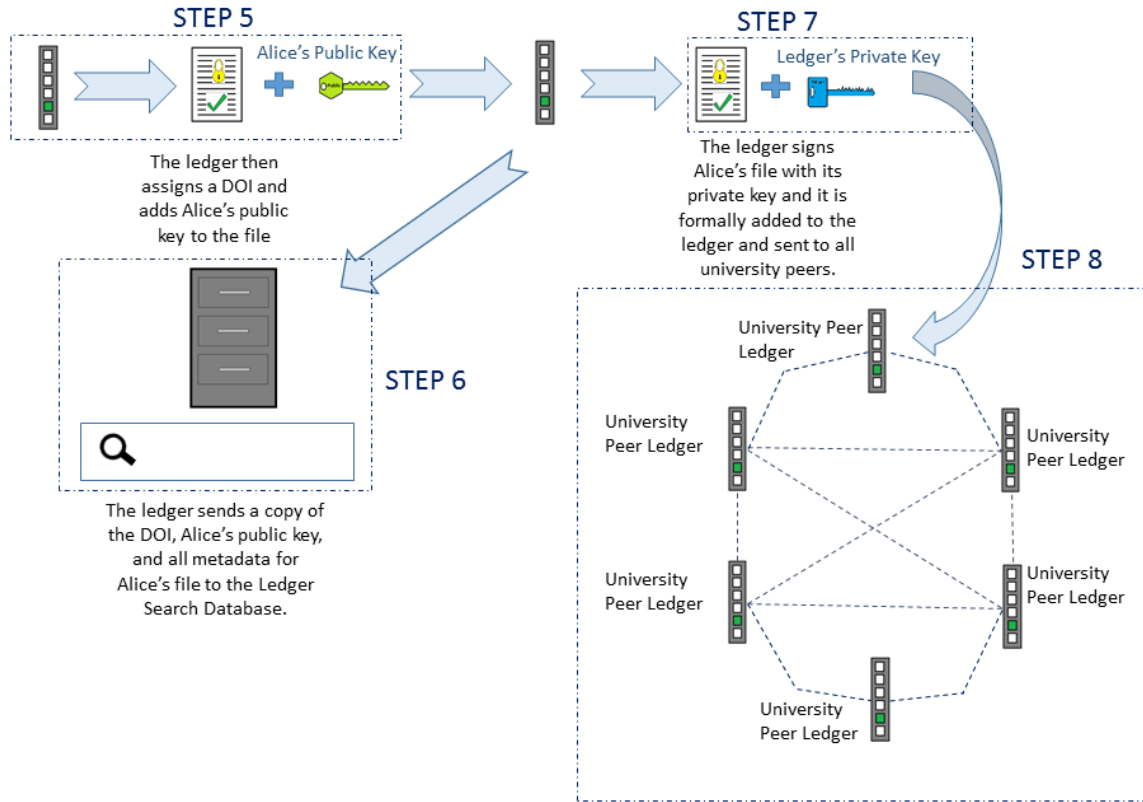 STEP 5
Alice's Public Key
Public
The ledger then
assigns a DOI and
adds Alice's public
key to the file
STEP 7
Ledger's Private Key
The ledger signs
Alice's file with its
private key and it is
formally added to the
ledger and sent to all
university peers.
STEP 6
The ledger sends a copy of
the DOI, Alice's public key,
and all metadata for
Alice's file to the Ledger
Search Database.
STEP 8
University Peer
Ledger
University
Peer Ledger
University
Peer Ledger
University
Peer Ledger
University
Peer Ledger
University
Peer Ledger